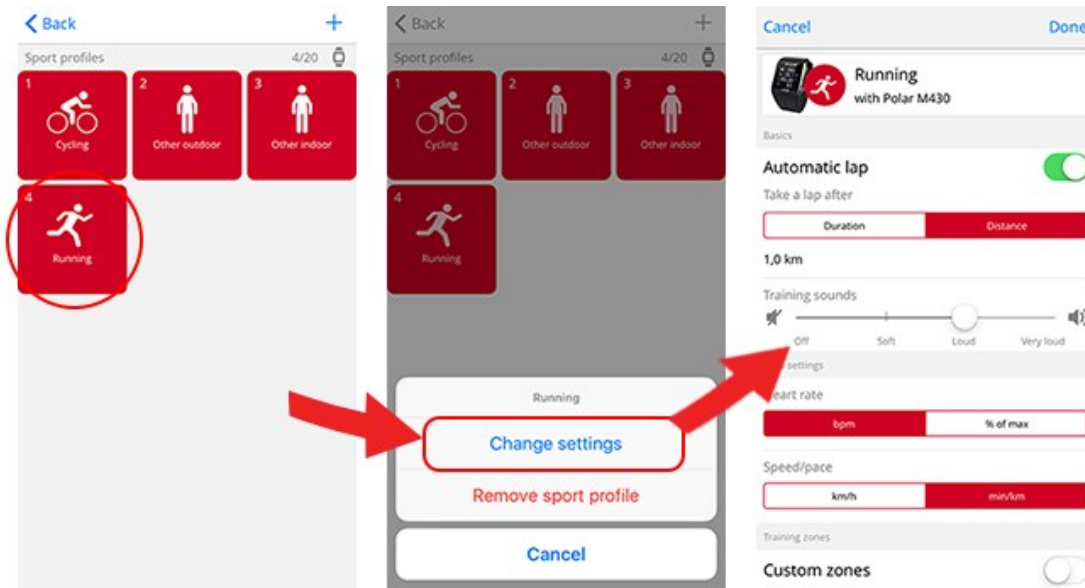 Back
+
Sport profiles 4/20
1 2 3
Cycling Other outdoor Other indoor
4
Running
Back
+
Sport profiles 4/20
1 2 3
Cycling Other outdoor Other indoor
4
Running
Running
Change settings
Remove sport profile
Cancel
Cancel Done
Running
with Polar M430
Basics
Automatic lap
Take a lap after
Duration Distance
1,0 km
Training sounds
Off Soft Loud Very loud
settings
eart rate
bpm % of max
Speed/pace
km/h min/km
Training zones
Custom zones